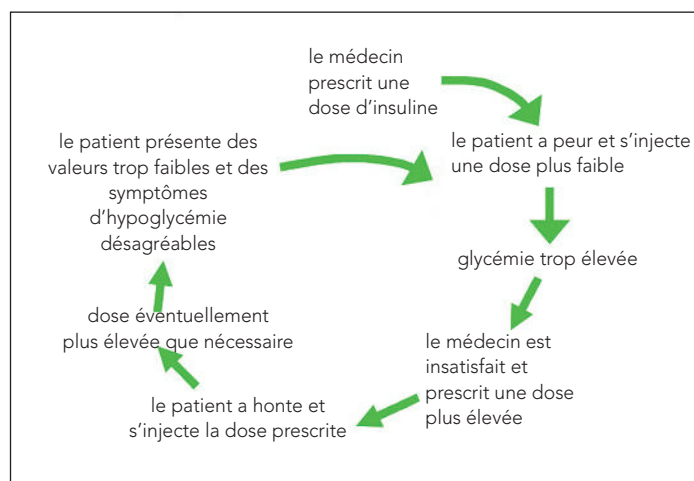 le médecin
prescrit une
dose d’insuline
le patient a peur et s’injecte
une dose plus faible
glycémie trop élevée
le médecin est
insatisfait et
prescrit une dose
plus élevée
le patient a honte et
s’injecte la dose prescrite
dose éventuellement
plus élevée que nécessaire
le patient présente des
valeurs trop faibles et des
symptômes
d’hypoglycémie
désagréables